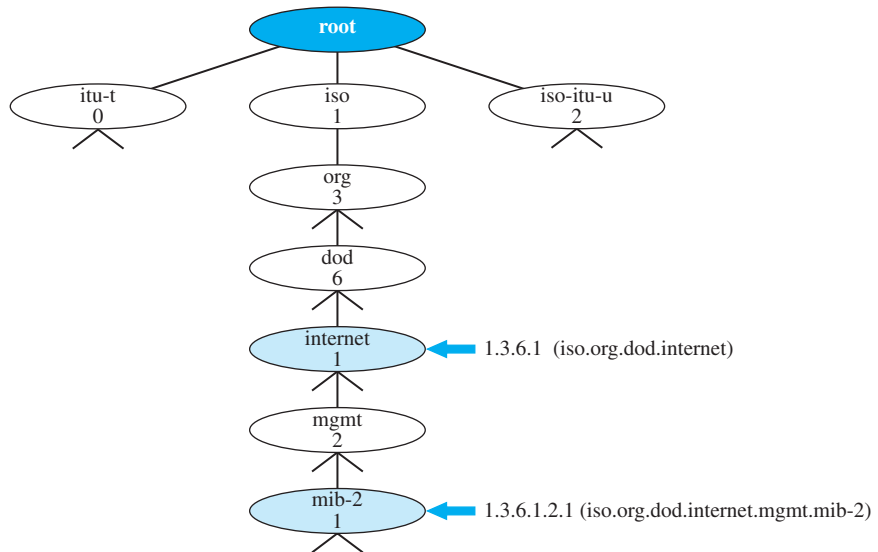 root
itu-t
0
iso
1
iso-itu-u
2
org
3
dod
6
internet
1
1.3.6.1 (iso.org.dod.internet)
mgmt
2
mib-2
1
1.3.6.1.2.1 (iso.org.dod.internet.mgmt.mib-2)